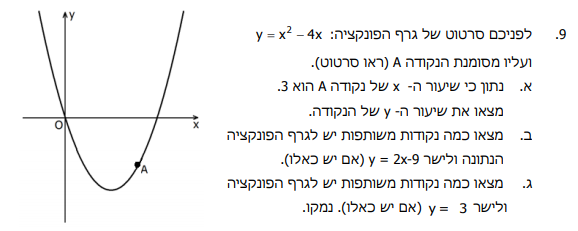 9. לפניכם סרטוט של גרף הפונקציה: y = x² – 4x
ועליו מסומנת הנקודה A (ראו סרטוט).
א. נתון כי שיעור ה- x של נקודה A הוא 3.
מצאו את שיעור ה- y של הנקודה.
ב. מצאו כמה נקודות משותפות יש לגרף הפונקציה
הנתונה ולישר y = 2x-9 (אם יש כאלו).
ג. מצאו כמה נקודות משותפות יש לגרף הפונקציה
ולישר y = 3 (אם יש כאלו). נמקו.
y
O
x
A